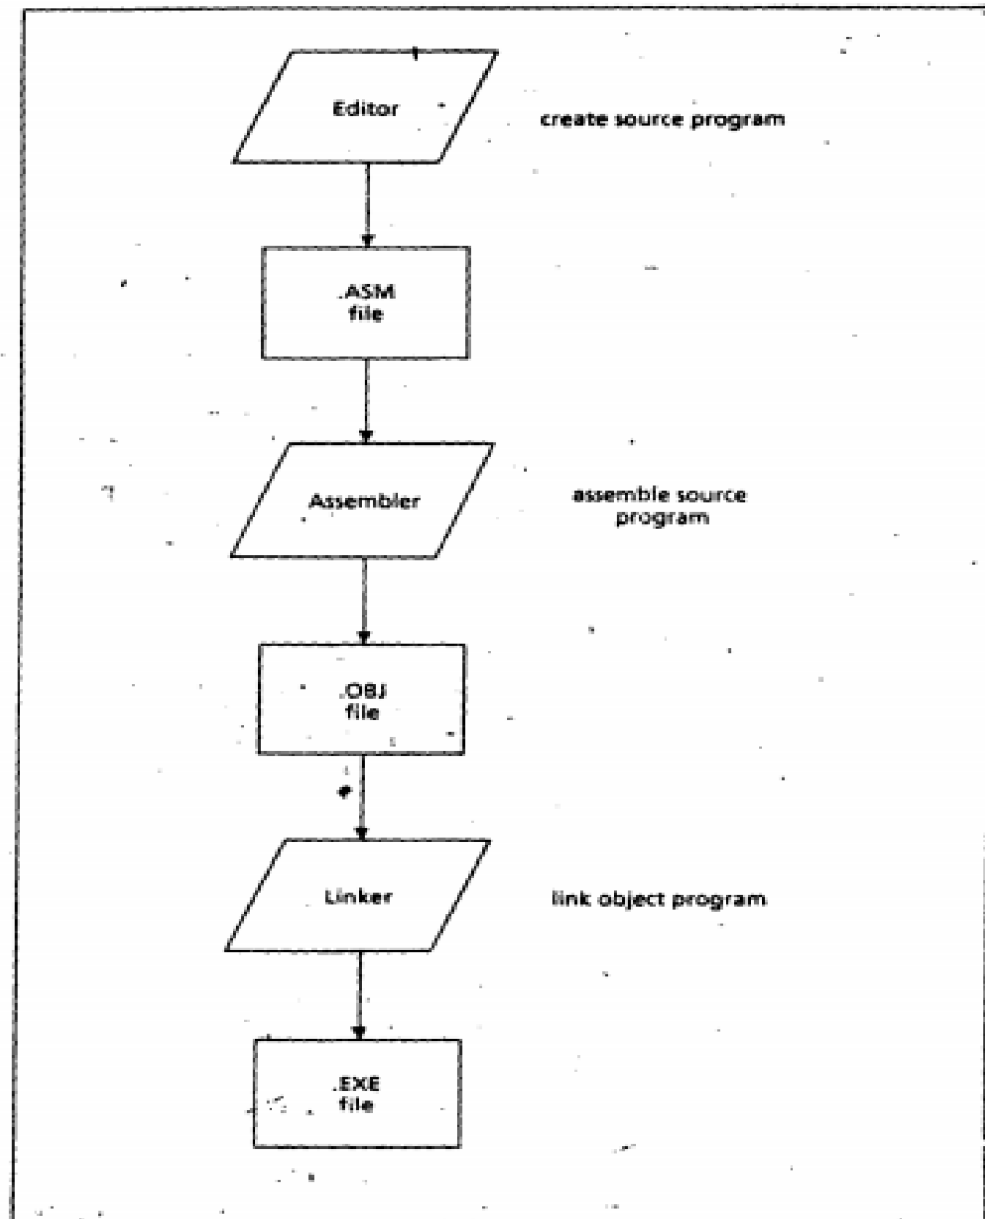 Editor
create source program
.ASM
file
Assembler
assemble source
program
.OBJ
file
Linker
link object program
.EXE
file